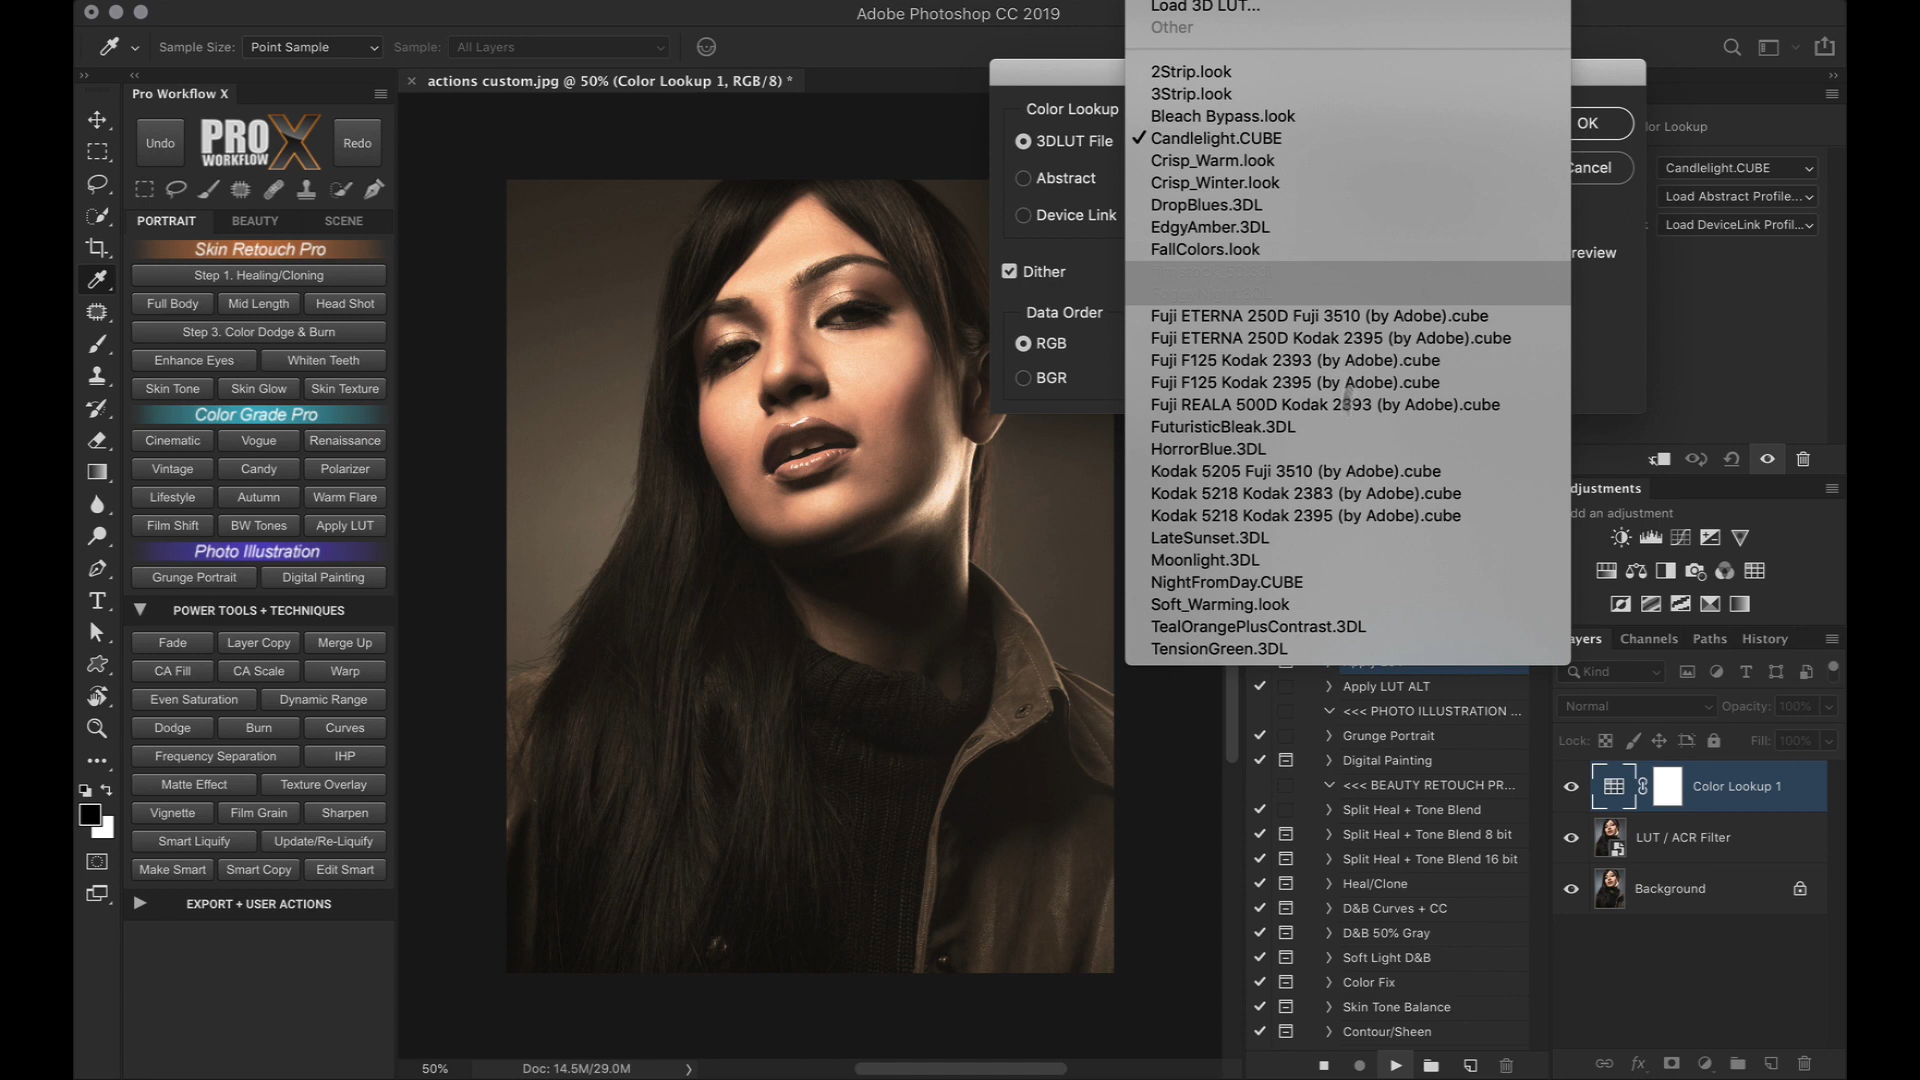 Adobe Photoshop CC 2019
Load 3D LUT...
Other
Sample Size: Point Sample
Sample: All Layers
actions custom.jpg @ 50% (Color Lookup 1, RGB/8) *
Pro Workflow X
Undo
PRO X WORKFLOW
Redo
PORTRAIT BEAUTY SCENE
Skin Retouch Pro
Step 1. Healing/Cloning
Full Body Mid Length Head Shot
Step 3. Color Dodge & Burn
Enhance Eyes Whiten Teeth
Skin Tone Skin Glow Skin Texture
Color Grade Pro
Cinematic Vogue Renaissance
Vintage Candy Polarizer
Lifestyle Autumn Warm Flare
Film Shift BW Tones Apply LUT
Photo Illustration
Grunge Portrait Digital Painting
POWER TOOLS + TECHNIQUES
Fade Layer Copy Merge Up
CA Fill CA Scale Warp
Even Saturation Dynamic Range
Dodge Burn Curves
Frequency Separation IHP
Matte Effect Texture Overlay
Vignette Film Grain Sharpen
Smart Liquify Update/Re-Liquify
Make Smart Smart Copy Edit Smart
EXPORT + USER ACTIONS
50%
Doc: 14.5M/29.0M
Color Lookup
3DLUT File
Abstract
Device Link
Dither
Data Order
RGB
BGR
2Strip.look
3Strip.look
Bleach Bypass.look
Candlelight.CUBE
Crisp_Warm.look
Crisp_Winter.look
DropBlues.3DL
EdgyAmber.3DL
FallColors.look
Fuji ETERNA 250D Fuji 3510 (by Adobe).cube
Fuji ETERNA 250D Kodak 2395 (by Adobe).cube
Fuji F125 Kodak 2393 (by Adobe).cube
Fuji F125 Kodak 2395 (by Adobe).cube
Fuji REALA 500D Kodak 2393 (by Adobe).cube
FuturisticBleak.3DL
HorrorBlue.3DL
Kodak 5205 Fuji 3510 (by Adobe).cube
Kodak 5218 Kodak 2383 (by Adobe).cube
Kodak 5218 Kodak 2395 (by Adobe).cube
LateSunset.3DL
Moonlight.3DL
NightFromDay.CUBE
Soft_Warming.look
TealOrangePlusContrast.3DL
TensionGreen.3DL
Apply LUT ALT
<<< PHOTO ILLUSTRATION ...
Grunge Portrait
Digital Painting
<<< BEAUTY RETOUCH PR...
Split Heal + Tone Blend
Split Heal + Tone Blend 8 bit
Split Heal + Tone Blend 16 bit
Heal/Clone
D&B Curves + CC
D&B 50% Gray
Soft Light D&B
Color Fix
Skin Tone Balance
Contour/Sheen
OK
ancel
review
lor Lookup
Candlelight.CUBE
Load Abstract Profile...
Load DeviceLink Profil...
djustments
dd an adjustment
ayers Channels Paths History
Kind
Normal Opacity: 100%
Lock: Fill: 100%
Color Lookup 1
LUT / ACR Filter
Background